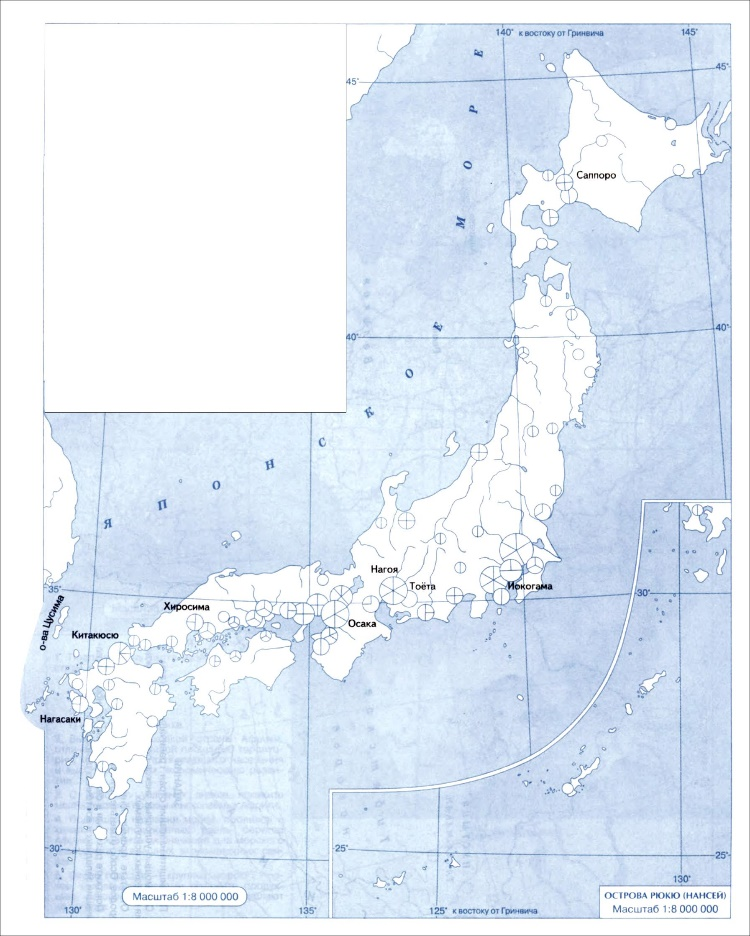 140° к востоку от Гринвича 145°
45°
45°
ЯПОНСКОЕ МОРЕ
Саппоро
40°
40°
Нагоя
Тоёта
Иокогама
35°
Хиросима
Осака
30°
о-ва Цусима
Китакюсю
Нагасаки
30°
25°
25°
130°
Масштаб 1:8 000 000
ОСТРОВА РЮКЮ (НАНСЕЙ)
Масштаб 1:8 000 000
130°
135°
125° к востоку от Гринвича